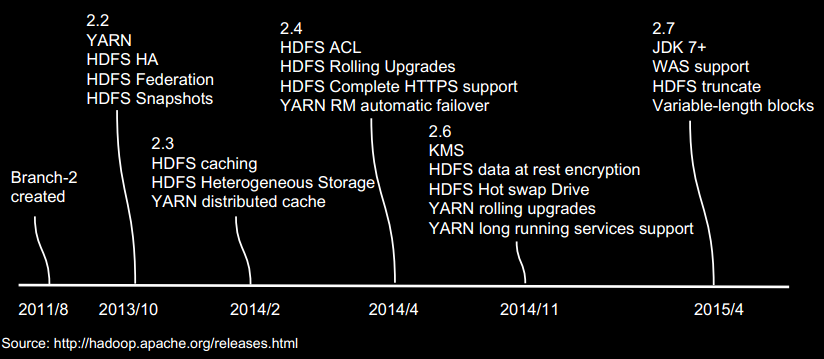 2.2
YARN
HDFS HA
HDFS Federation
HDFS Snapshots
2.4
HDFS ACL
HDFS Rolling Upgrades
HDFS Complete HTTPS support
YARN RM automatic failover
2.7
JDK 7+
WAS support
HDFS truncate
Variable-length blocks
2.3
HDFS caching
HDFS Heterogeneous Storage
YARN distributed cache
2.6
KMS
HDFS data at rest encryption
HDFS Hot swap Drive
YARN rolling upgrades
YARN long running services support
Branch-2
created
2011/8
2013/10
2014/2
2014/4
2014/11
2015/4
Source: http://hadoop.apache.org/releases.html